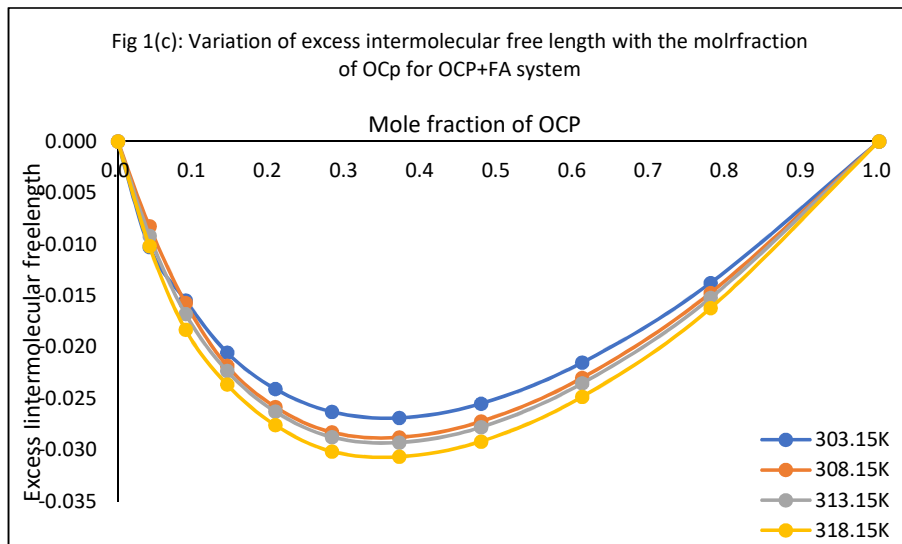 Fig 1(c): Variation of excess intermolecular free length with the molrfraction
of OCp for OCP+FA system
Mole fraction of OCP
0.000
-0.005
-0.010
-0.015
-0.020
-0.025
-0.030
-0.035
0.0 0.1 0.2 0.3 0.4 0.5 0.6 0.7 0.8 0.9 1.0
Excess lintermolecular freelength
303.15K
308.15K
313.15K
318.15K